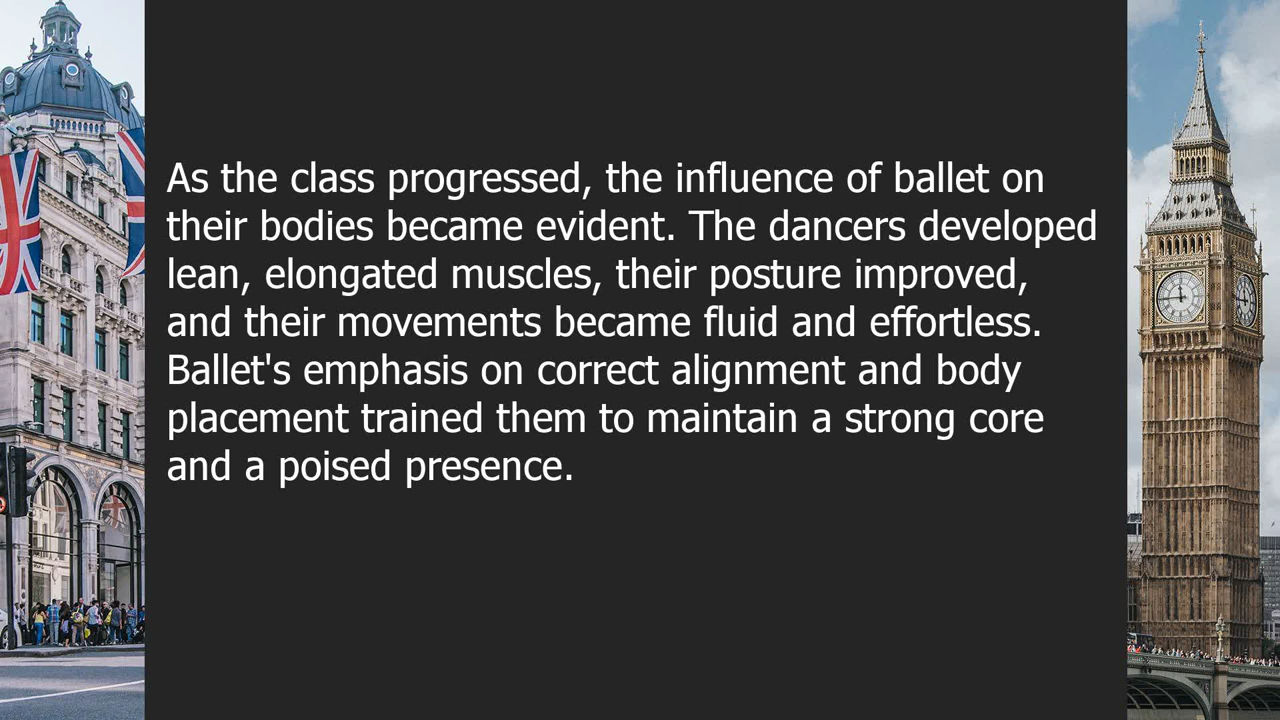 As the class progressed, the influence of ballet on
their bodies became evident. The dancers developed
lean, elongated muscles, their posture improved,
and their movements became fluid and effortless.
Ballet's emphasis on correct alignment and body
placement trained them to maintain a strong core
and a poised presence.